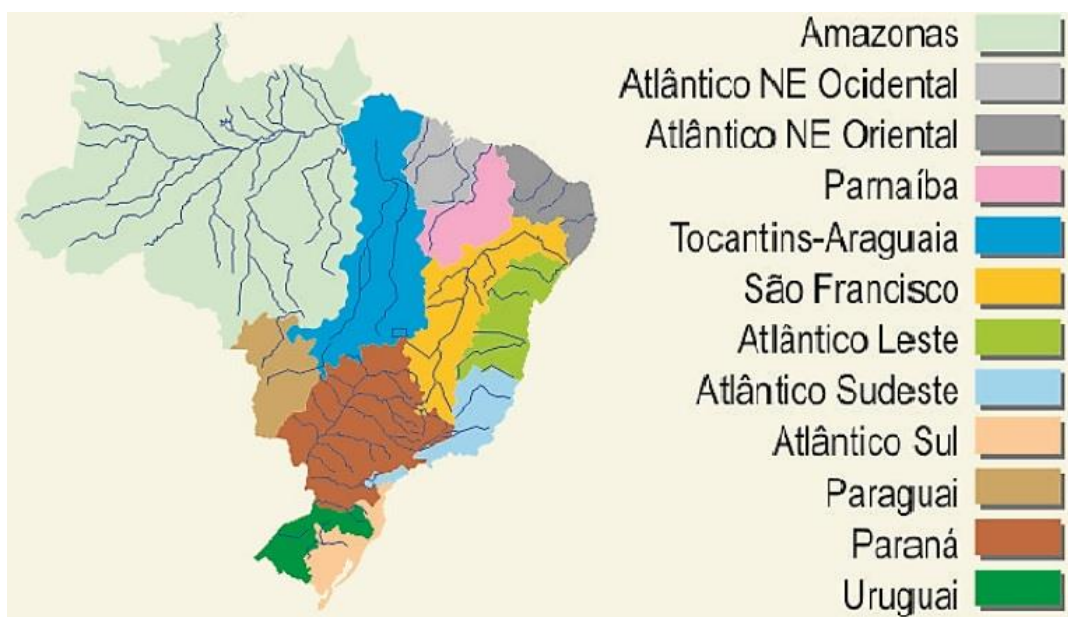 Amazonas
Atlântico NE Ocidental
Atlântico NE Oriental
Parnaíba
Tocantins-Araguaia
São Francisco
Atlântico Leste
Atlântico Sudeste
Atlântico Sul
Paraguai
Paraná
Uruguai